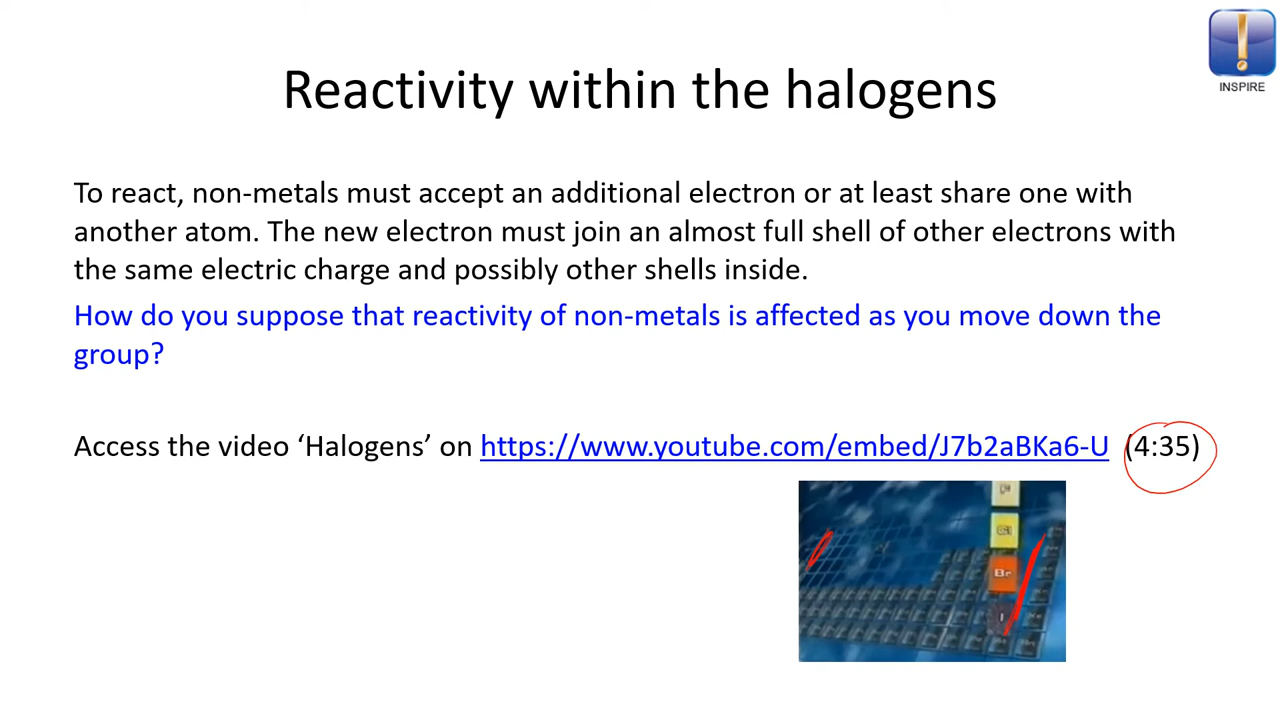 INSPIRE
Reactivity within the halogens
To react, non-metals must accept an additional electron or at least share one with
another atom. The new electron must join an almost full shell of other electrons with
the same electric charge and possibly other shells inside.
How do you suppose that reactivity of non-metals is affected as you move down the
group?
Access the video ‘Halogens’ on https://www.youtube.com/embed/J7b2aBKa6-U (4:35)
Cl
Br
I